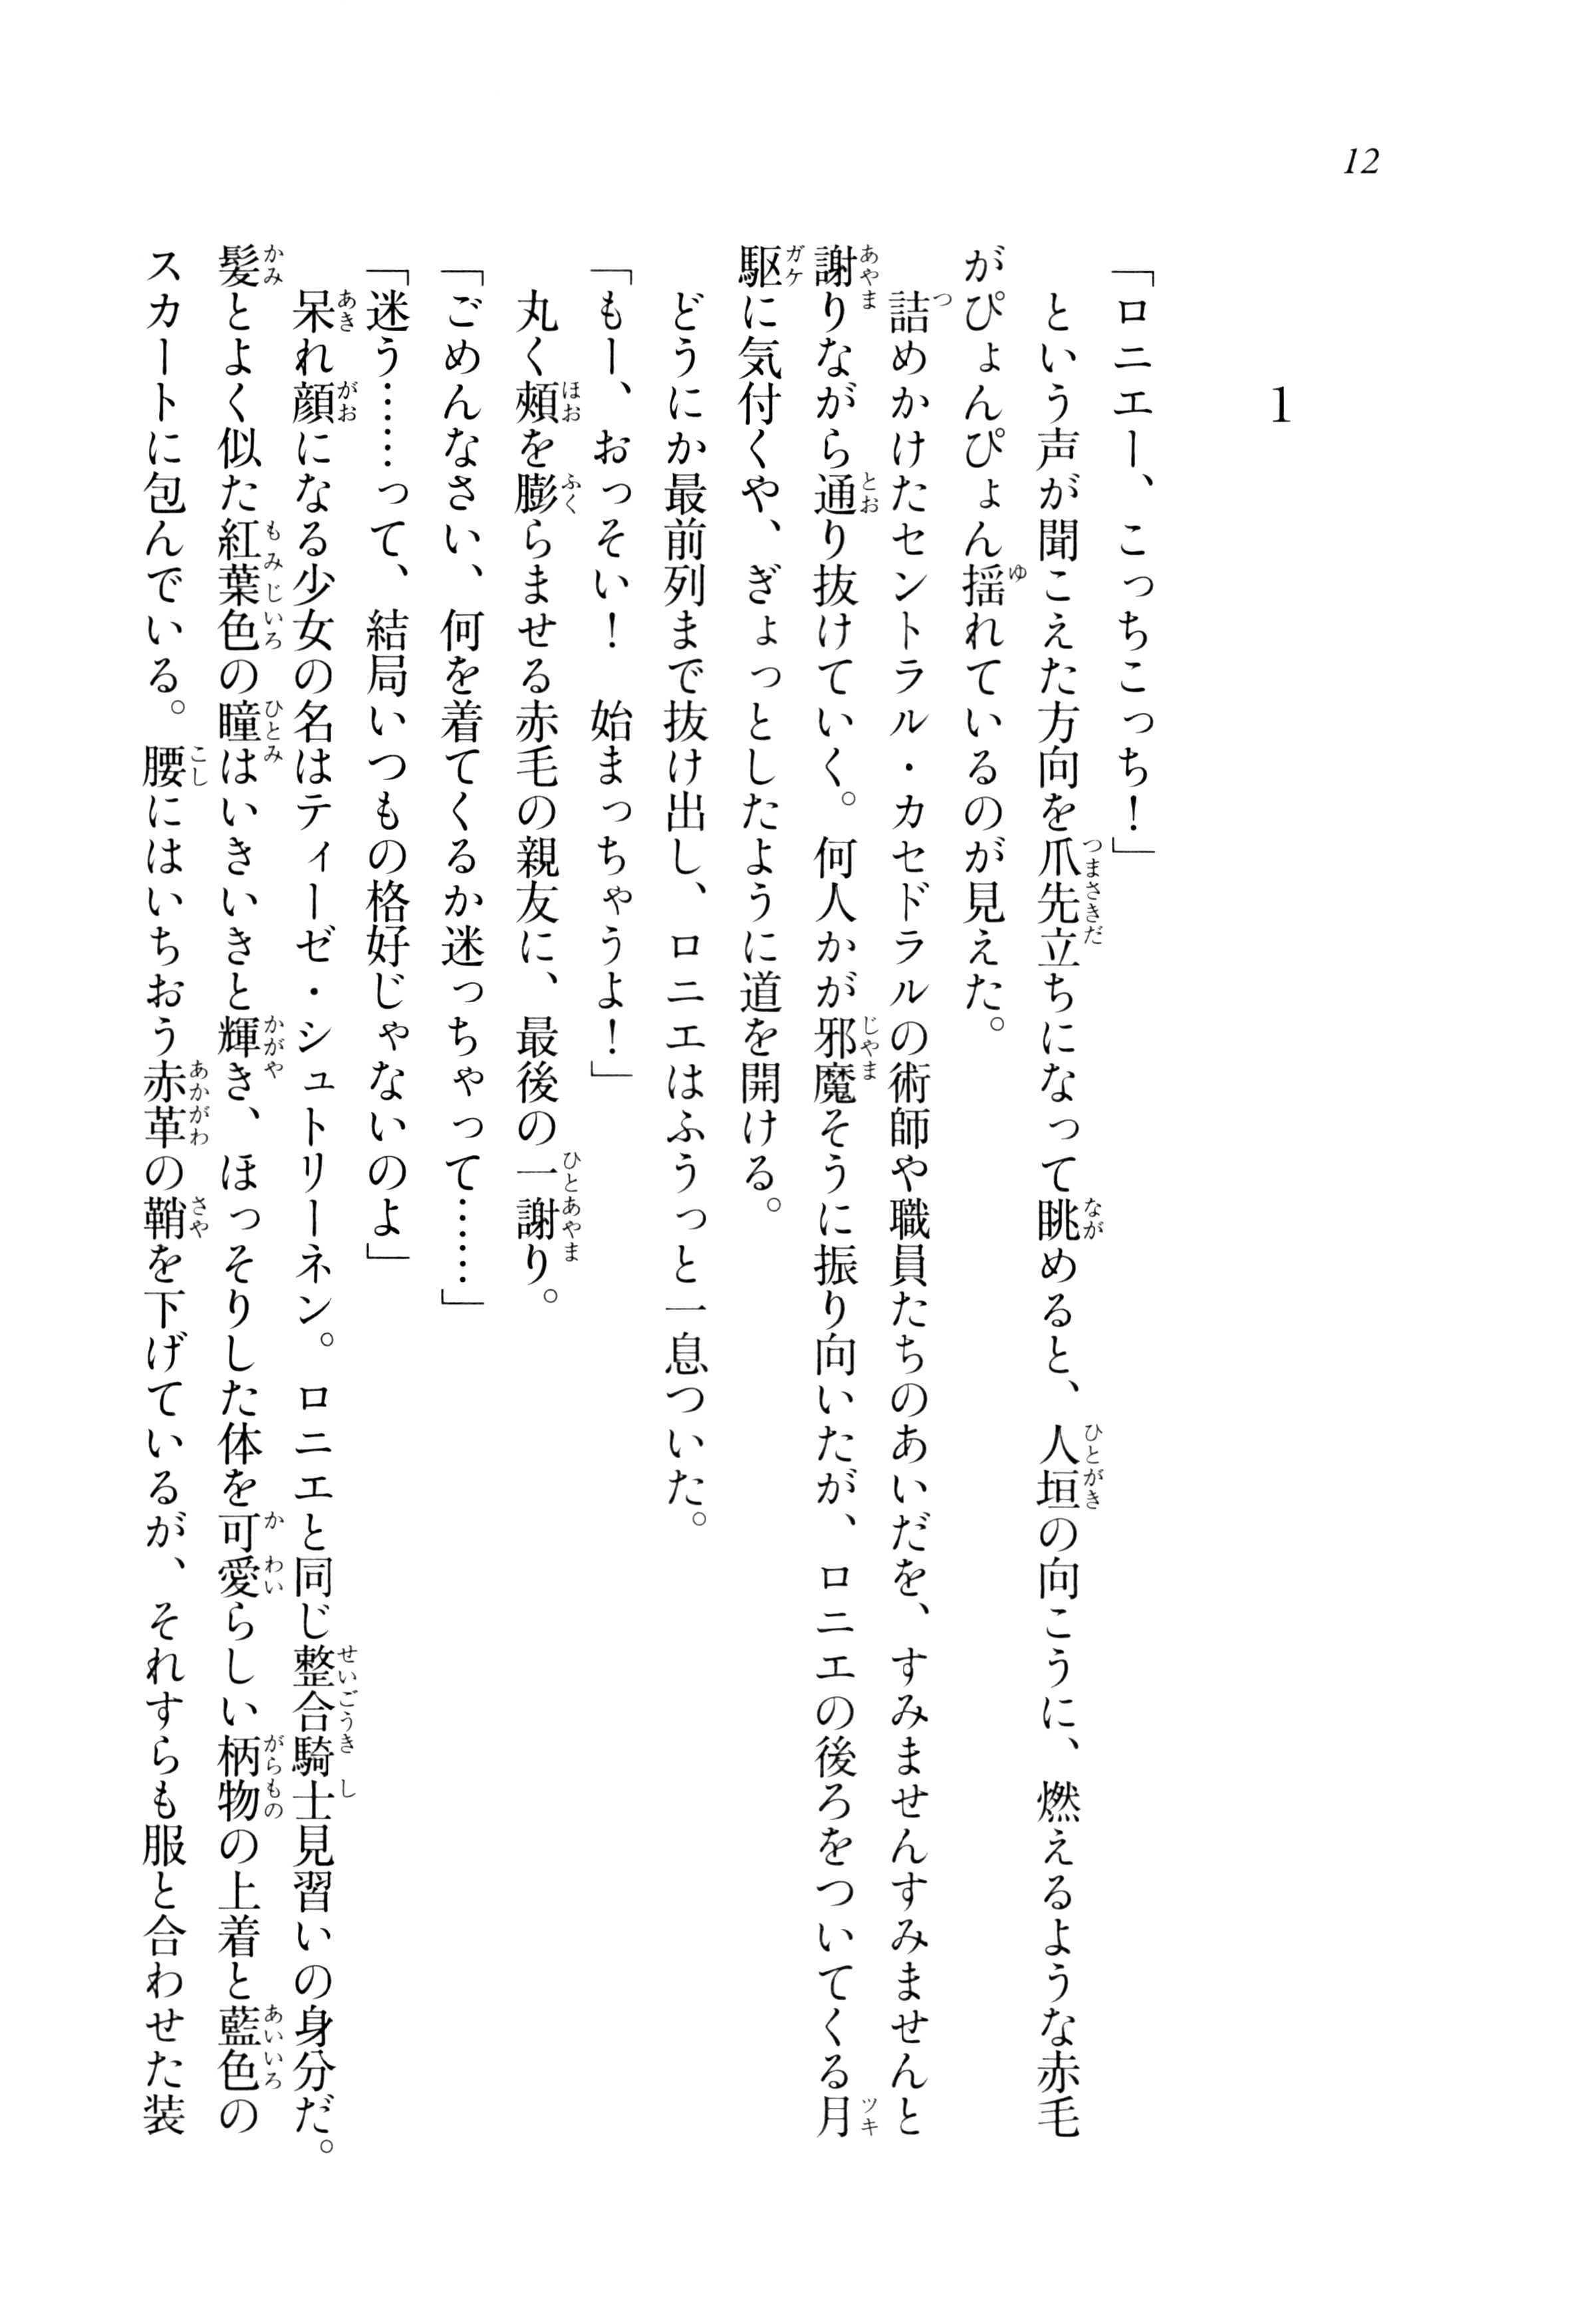 12
1
「ロニエー、こっちこっち！」
という声が聞こえた方向を爪先立ちになって眺めると、人垣の向こうに、燃えるような赤毛
がぴょんぴょん揺れているのが見えた。
詰めかけたセントラル・カセドラルの術師や職員たちのあいだを、すみませんすみませんと
謝りながら通り抜けていく。何人かが邪魔そうに振り向いたが、ロニエの後ろをついてくる月
駆に気付くや、ぎょっとしたように道を開ける。
どうにか最前列まで抜け出し、ロニエはふうっと一息ついた。
「もー、おっそい！　始まっちゃうよ！」
丸く頰を膨らませる赤毛の親友に、最後の一謝り。
「ごめんなさい、何を着てくるか迷っちゃって……」
「迷う……って、結局いつもの格好じゃないのよ」
呆れ顔になる少女の名はティーゼ・シュトリーネン。ロニエと同じ整合騎士見習いの身分だ。
髪とよく似た紅葉色の瞳はいきいきと輝き、ほっそりした体を可愛らしい柄物の上着と藍色の
スカートに包んでいる。腰にはいちおう赤革の鞘を下げているが、それすらも服と合わせた装